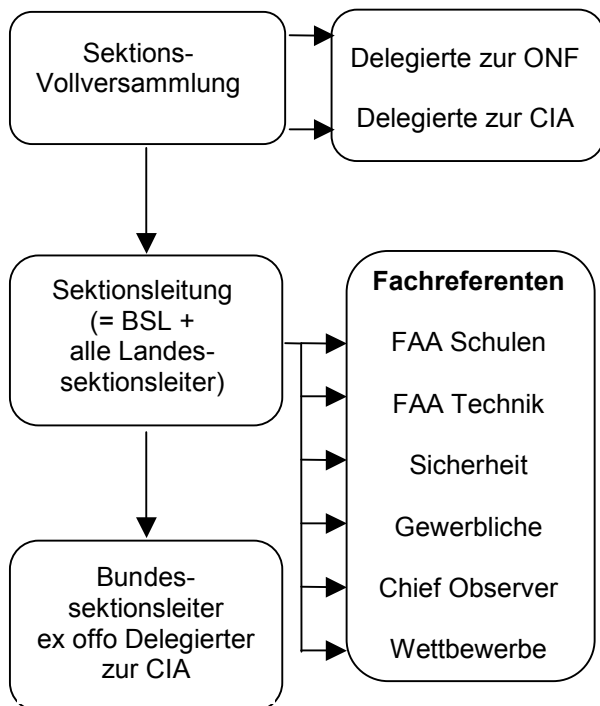 Sektions-
Vollversammlung
Delegierte zur ONF
Delegierte zur CIA
Sektionsleitung
(= BSL +
alle Landes-
sektionsleiter)
Fachreferenten
FAA Schulen
FAA Technik
Sicherheit
Gewerbliche
Chief Observer
Wettbewerbe
Bundes-
sektionsleiter
ex offo Delegierter
zur CIA